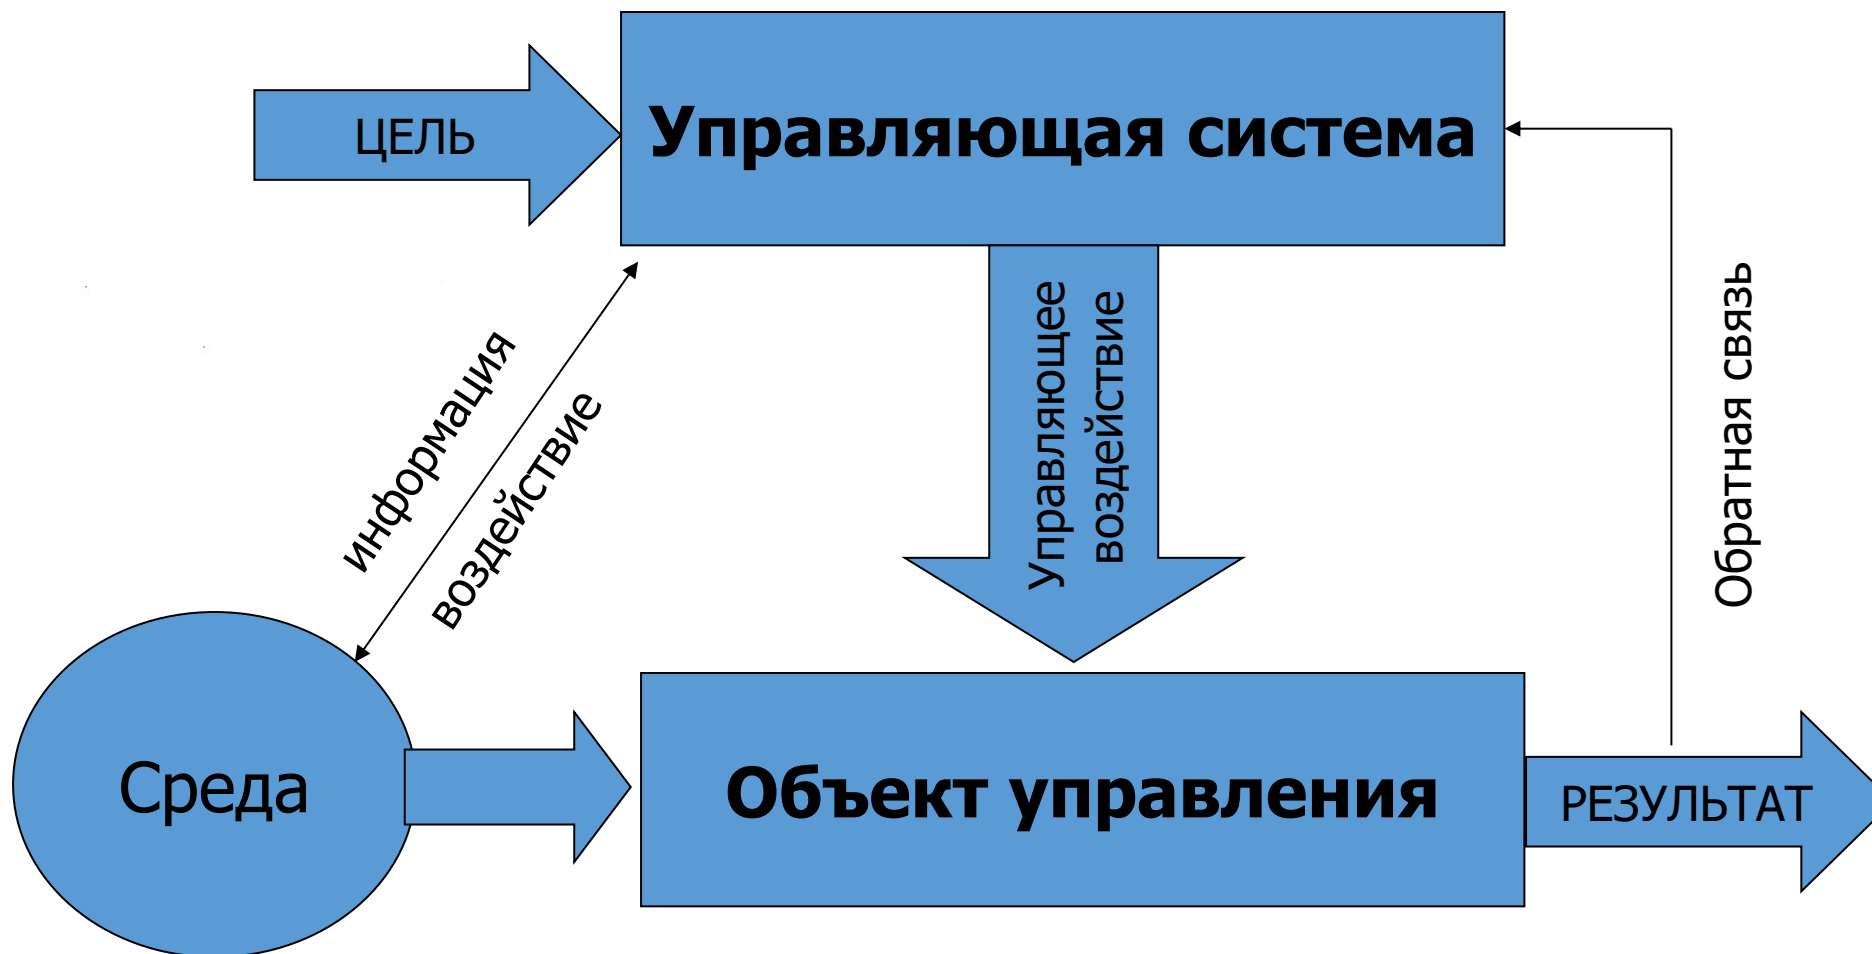 ЦЕЛЬ
Управляющая система
информация
воздействие
Управляющее
воздействие
Обратная связь
Среда
Объект управления
РЕЗУЛЬТАТ